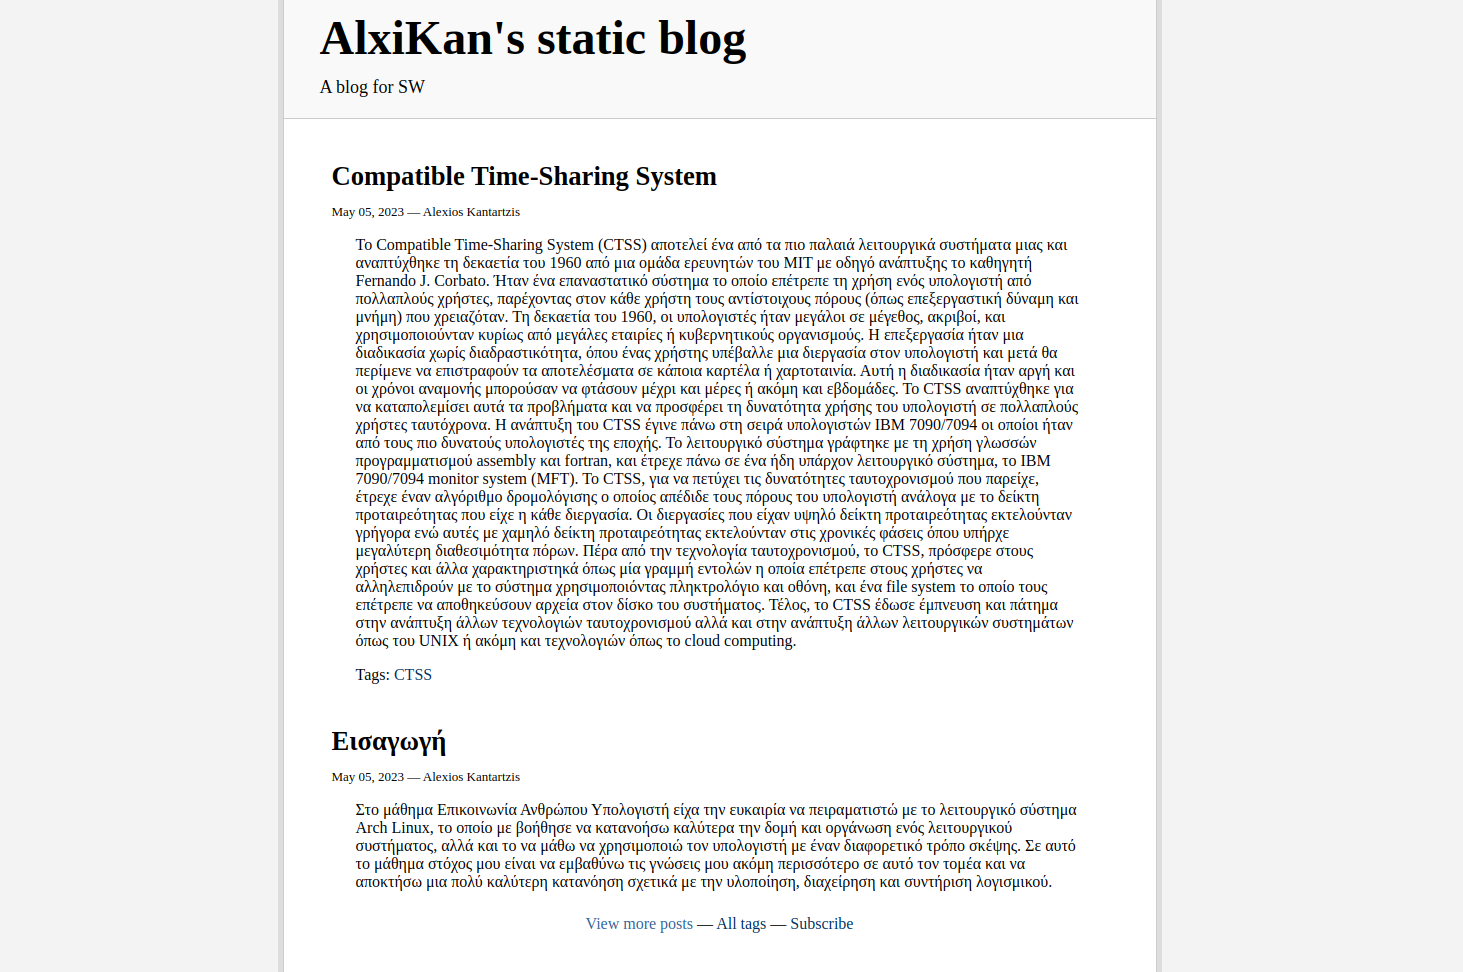 AlxiKan's static blog
A blog for SW
Compatible Time-Sharing System
May 05, 2023 — Alexios Kantartzis
Το Compatible Time-Sharing System (CTSS) αποτελεί ένα από τα πιο παλαιά λειτουργικά συστήματα μιας και
αναπτύχθηκε τη δεκαετία του 1960 από μια ομάδα ερευνητών του MIT με οδηγό ανάπτυξης το καθηγητή
Fernando J. Corbato. Ήταν ένα επαναστατικό σύστημα το οποίο επέτρεπε τη χρήση ενός υπολογιστή από
πολλαπλούς χρήστες, παρέχοντας στον κάθε χρήστη τους αντίστοιχους πόρους (όπως επεξεργαστική δύναμη και
μνήμη) που χρειαζόταν. Τη δεκαετία του 1960, οι υπολογιστές ήταν μεγάλοι σε μέγεθος, ακριβοί, και
χρησιμοποιούνταν κυρίως από μεγάλες εταιρίες ή κυβερνητικούς οργανισμούς. Η επεξεργασία ήταν μια
διαδικασία χωρίς διαδραστικότητα, όπου ένας χρήστης υπέβαλλε μια διεργασία στον υπολογιστή και μετά θα
περίμενε να επιστραφούν τα αποτελέσματα σε κάποια καρτέλα ή χαρτοταινία. Αυτή η διαδικασία ήταν αργή και
οι χρόνοι αναμονής μπορούσαν να φτάσουν μέχρι και μέρες ή ακόμη και εβδομάδες. Το CTSS αναπτύχθηκε για
να καταπολεμίσει αυτά τα προβλήματα και να προσφέρει τη δυνατότητα χρήσης του υπολογιστή σε πολλαπλούς
χρήστες ταυτόχρονα. Η ανάπτυξη του CTSS έγινε πάνω στη σειρά υπολογιστών IBM 7090/7094 οι οποίοι ήταν
από τους πιο δυνατούς υπολογιστές της εποχής. Το λειτουργικό σύστημα γράφτηκε με τη χρήση γλωσσών
προγραμματισμού assembly και fortran, και έτρεχε πάνω σε ένα ήδη υπάρχον λειτουργικό σύστημα, το IBM
7090/7094 monitor system (MFT). Το CTSS, για να πετύχει τις δυνατότητες ταυτοχρονισμού που παρείχε,
έτρεχε έναν αλγόριθμο δρομολόγισης ο οποίος απέδιδε τους πόρους του υπολογιστή ανάλογα με το δείκτη
προταιρεότητας που είχε η κάθε διεργασία. Οι διεργασίες που είχαν υψηλό δείκτη προταιρεότητας εκτελούνταν
γρήγορα ενώ αυτές με χαμηλό δείκτη προταιρεότητας εκτελούνταν στις χρονικές φάσεις όπου υπήρχε
μεγαλύτερη διαθεσιμότητα πόρων. Πέρα από την τεχνολογία ταυτοχρονισμού, το CTSS, πρόσφερε στους
χρήστες και άλλα χαρακτηριστηκά όπως μία γραμμή εντολών η οποία επέτρεπε στους χρήστες να
αλληλεπιδρούν με το σύστημα χρησιμοποιόντας πληκτρολόγιο και οθόνη, και ένα file system το οποίο τους
επέτρεπε να αποθηκεύσουν αρχεία στον δίσκο του συστήματος. Τέλος, το CTSS έδωσε έμπνευση και πάτημα
στην ανάπτυξη άλλων τεχνολογιών ταυτοχρονισμού αλλά και στην ανάπτυξη άλλων λειτουργικών συστημάτων
όπως του UNIX ή ακόμη και τεχνολογιών όπως το cloud computing.
Tags: CTSS
Εισαγωγή
May 05, 2023 — Alexios Kantartzis
Στο μάθημα Επικοινωνία Ανθρώπου Υπολογιστή είχα την ευκαιρία να πειραματιστώ με το λειτουργικό σύστημα
Arch Linux, το οποίο με βοήθησε να κατανοήσω καλύτερα την δομή και οργάνωση ενός λειτουργικού
συστήματος, αλλά και το να μάθω να χρησιμοποιώ τον υπολογιστή με έναν διαφορετικό τρόπο σκέψης. Σε αυτό
το μάθημα στόχος μου είναι να εμβαθύνω τις γνώσεις μου ακόμη περισσότερο σε αυτό τον τομέα και να
αποκτήσω μια πολύ καλύτερη κατανόηση σχετικά με την υλοποίηση, διαχείρηση και συντήριση λογισμικού.
View more posts — All tags — Subscribe